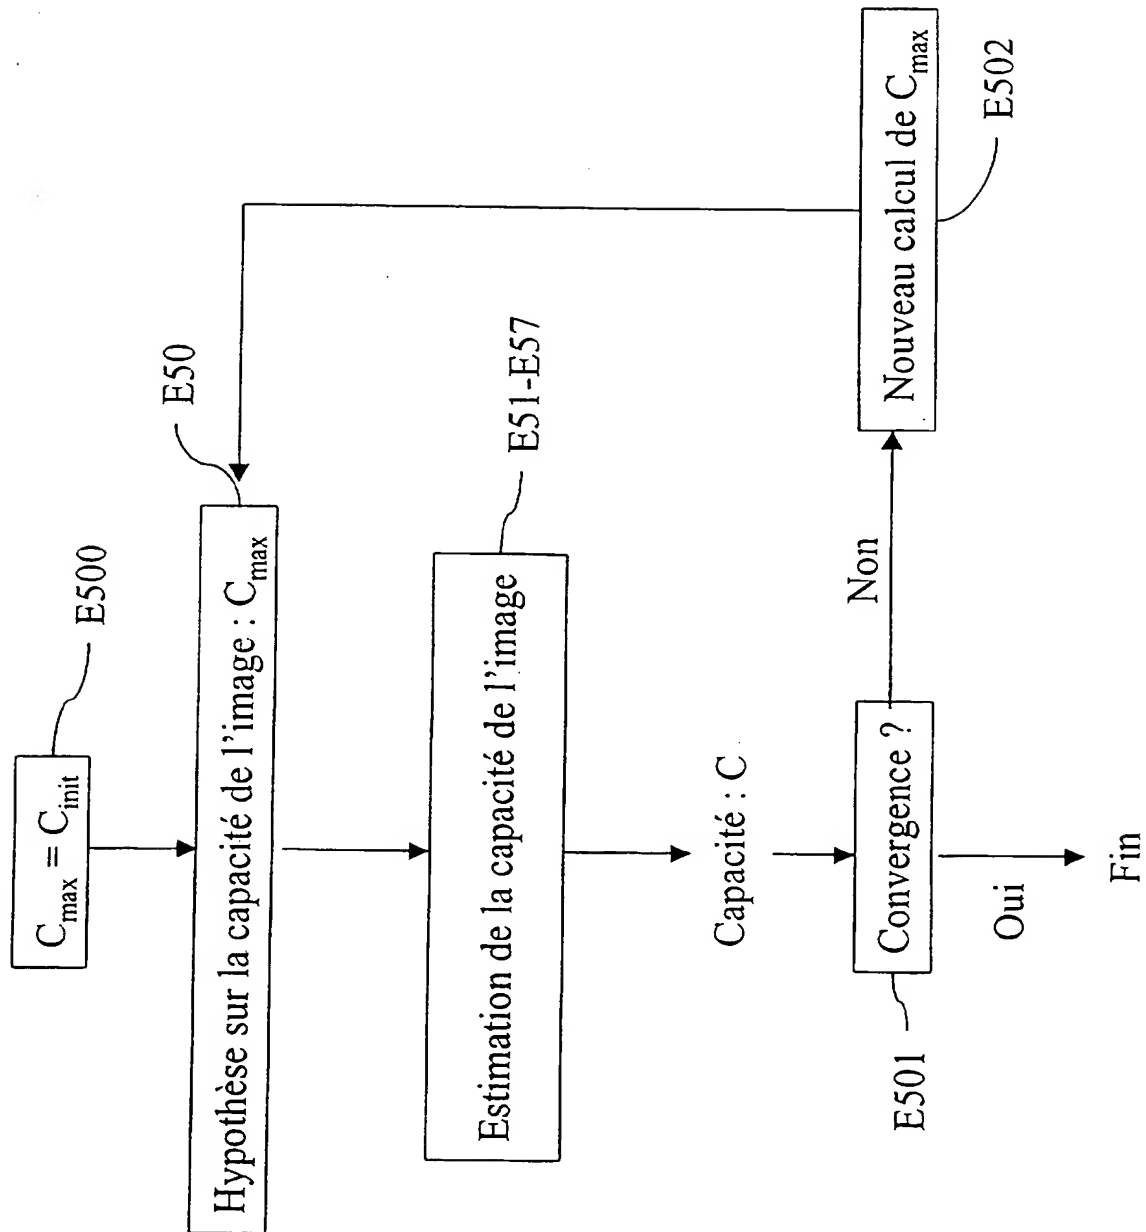 C_max = C_init
E500
Hypothèse sur la capacité de l'image : C_max
E50
Estimation de la capacité de l'image
E51-E57
Capacité : C
Convergence ?
E501
Non
Nouveau calcul de C_max
E502
Oui
Fin